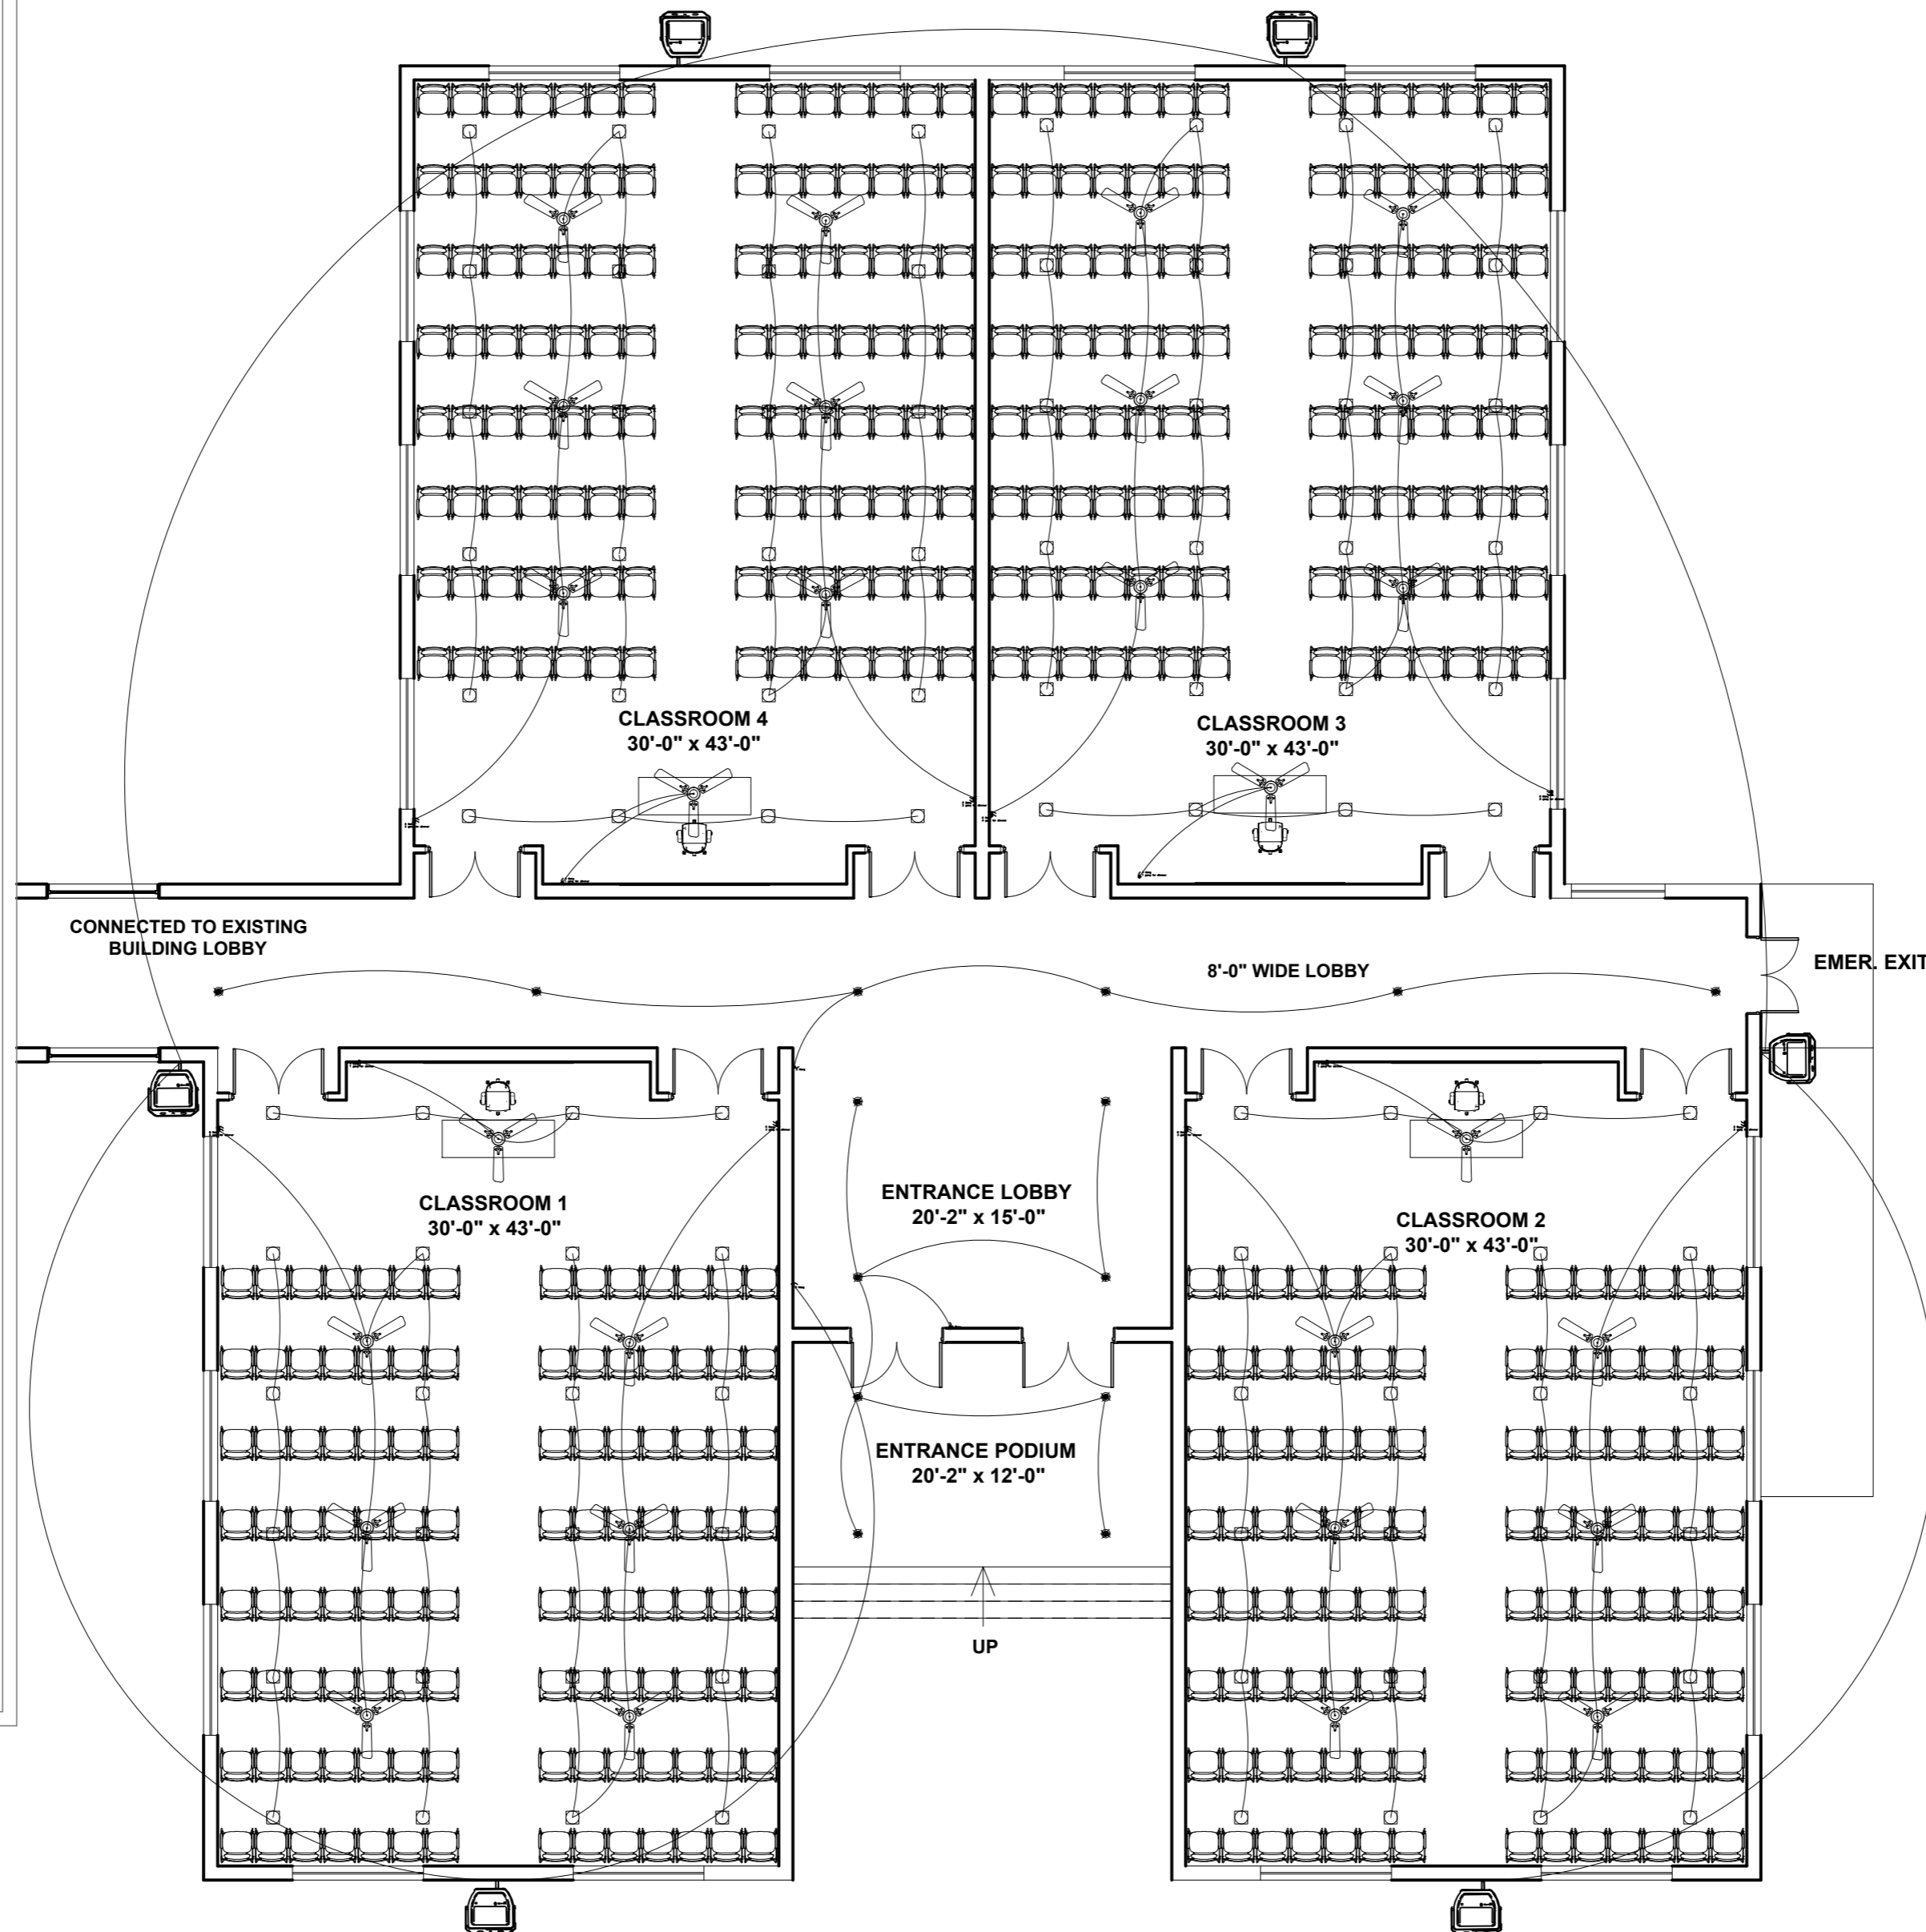 CLASSROOM 4
30'-0" x 43'-0"
CLASSROOM 3
30'-0" x 43'-0"
CONNECTED TO EXISTING
BUILDING LOBBY
8'-0" WIDE LOBBY
EMER. EXIT
CLASSROOM 1
30'-0" x 43'-0"
ENTRANCE LOBBY
20'-2" x 15'-0"
CLASSROOM 2
30'-0" x 43'-0"
ENTRANCE PODIUM
20'-2" x 12'-0"
UP